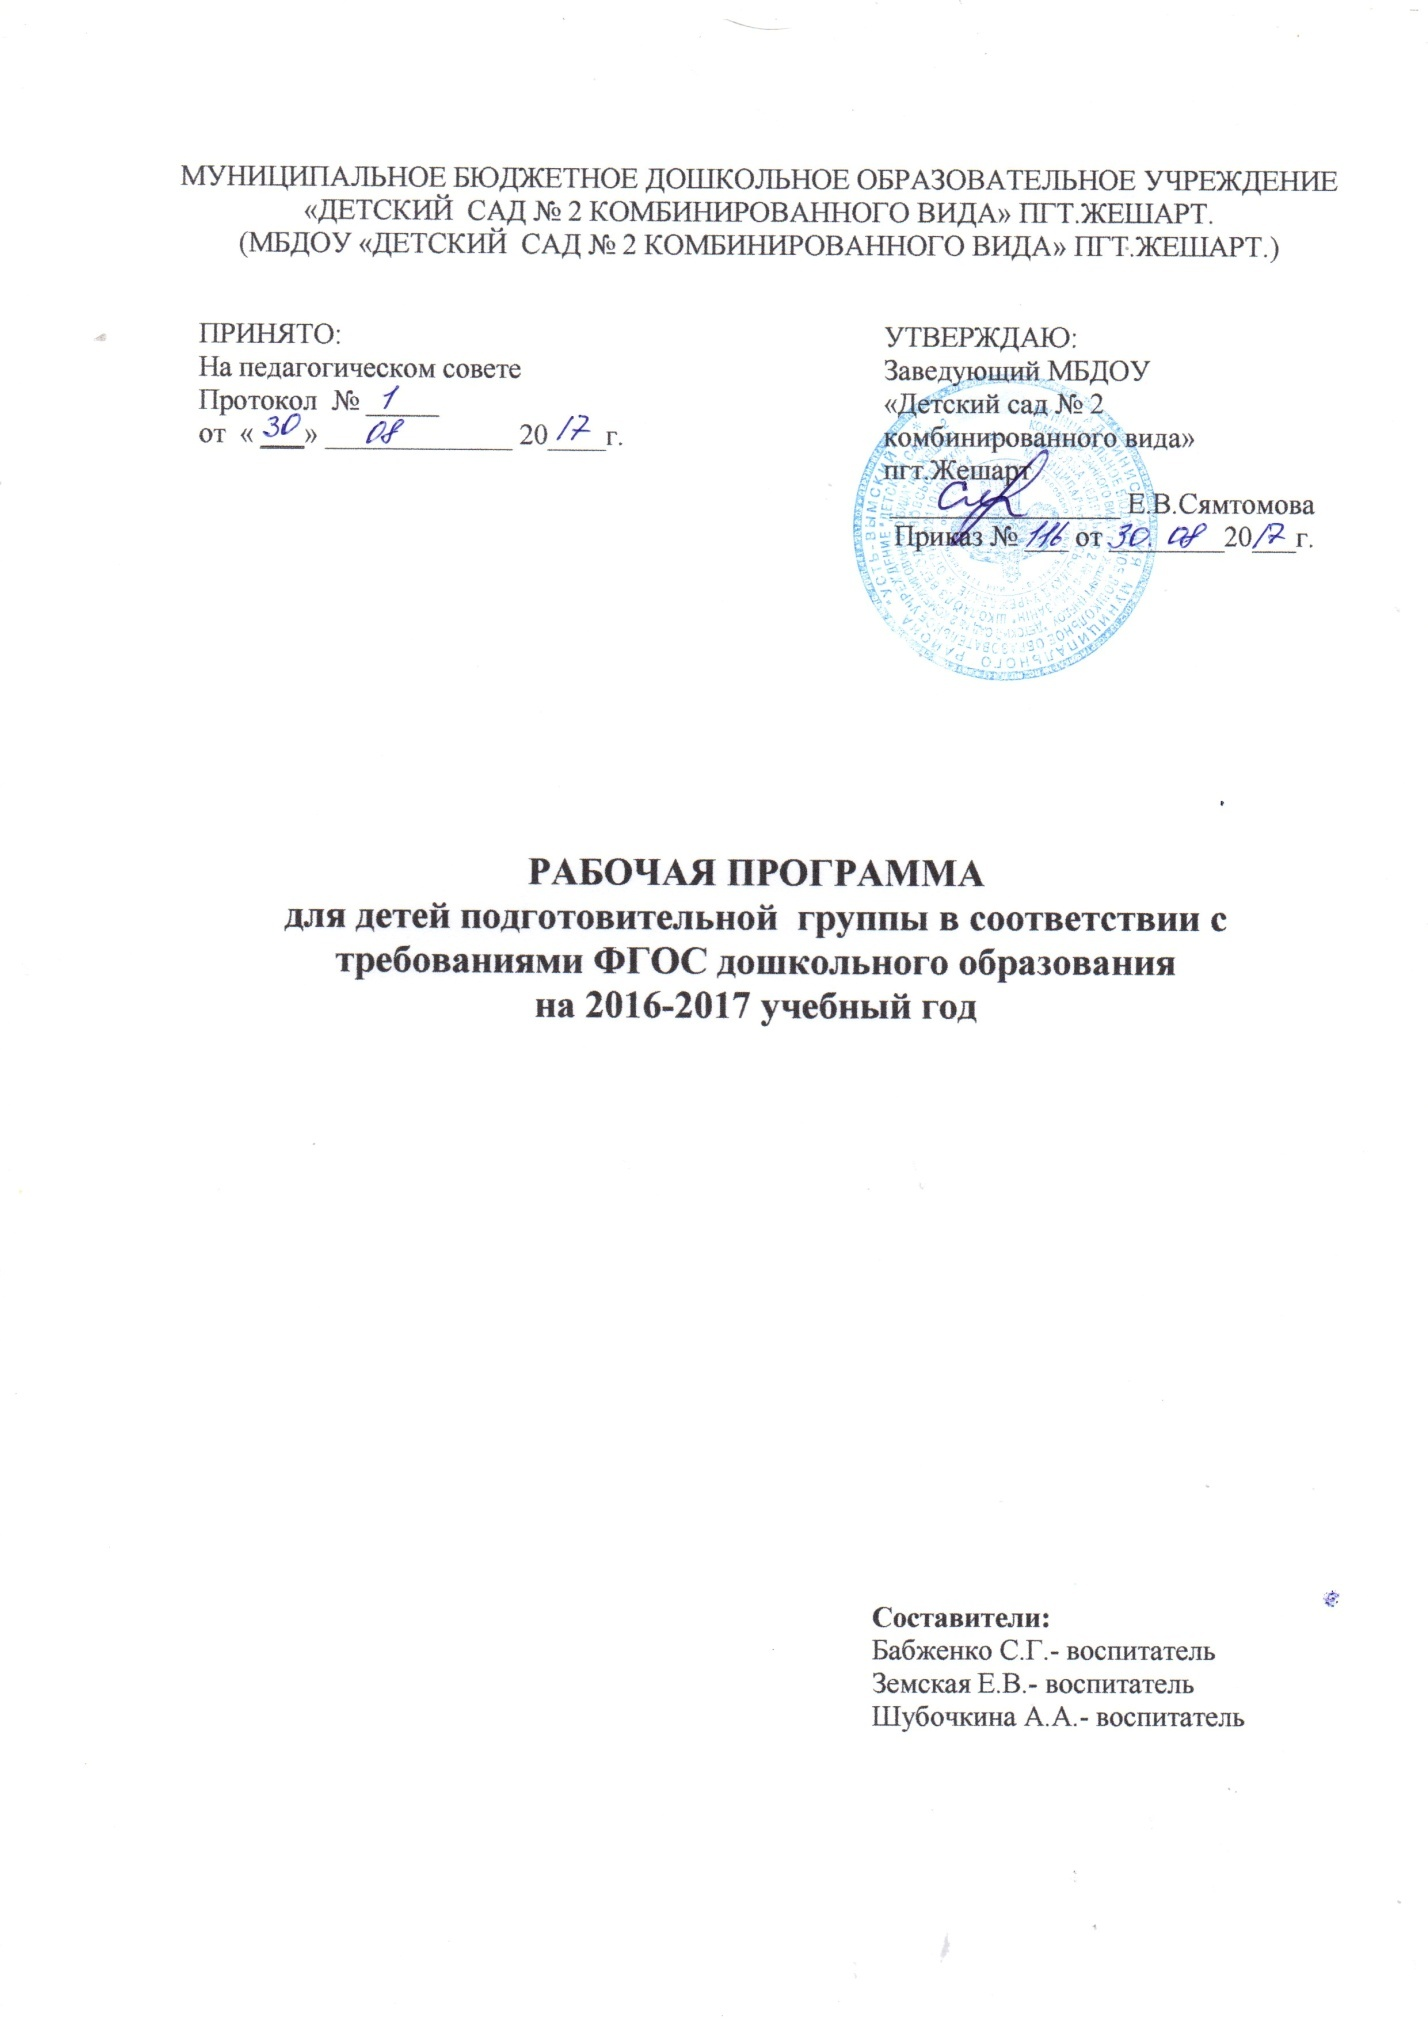 МУНИЦИПАЛЬНОЕ БЮДЖЕТНОЕ ДОШКОЛЬНОЕ ОБРАЗОВАТЕЛЬНОЕ УЧРЕЖДЕНИЕ
«ДЕТСКИЙ САД № 2 КОМБИНИРОВАННОГО ВИДА» ПГТ.ЖЕШАРТ.
(МБДОУ «ДЕТСКИЙ САД № 2 КОМБИНИРОВАННОГО ВИДА» ПГТ.ЖЕШАРТ.)
ПРИНЯТО:
На педагогическом совете
Протокол № 1
от « 30 » 08 20 17 г.
УТВЕРЖДАЮ:
Заведующий МБДОУ
«Детский сад № 2
комбинированного вида»
пгт.Жешарт
Е.В.Сямтомова
Приказ № 116 от 30. 08 20 17 г.
РАБОЧАЯ ПРОГРАММА
для детей подготовительной группы в соответствии с
требованиями ФГОС дошкольного образования
на 2016-2017 учебный год
Составители:
Бабженко С.Г.- воспитатель
Земская Е.В.- воспитатель
Шубочкина А.А.- воспитатель